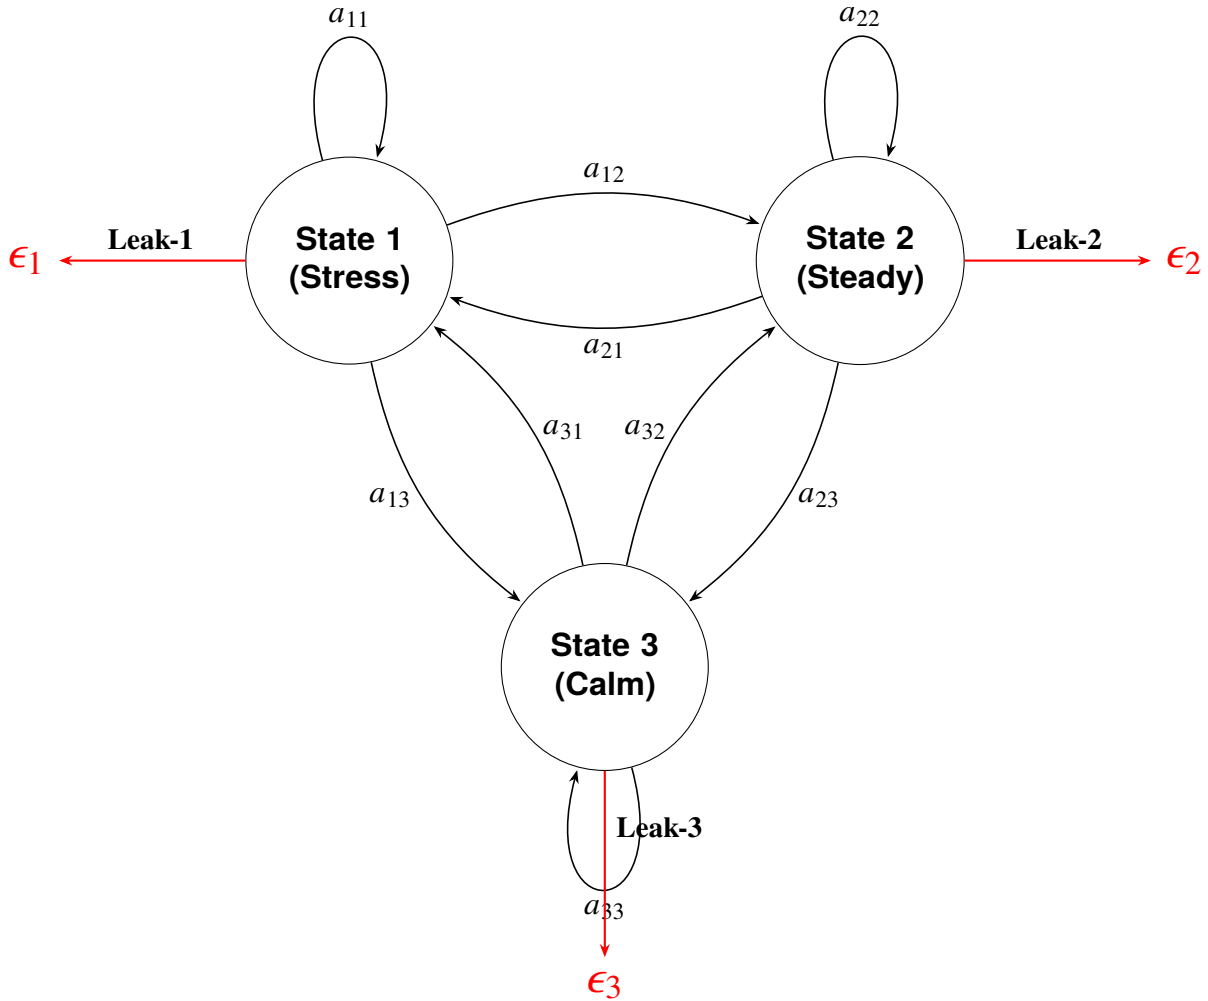 a₁₁
a₂₂
a₁₂
Leak-1
State 1
(Stress)
State 2
(Steady)
Leak-2
ϵ₁
ϵ₂
a₂₁
a₃₁
a₃₂
a₁₃
a₂₃
State 3
(Calm)
Leak-3
a₃₃
ϵ₃